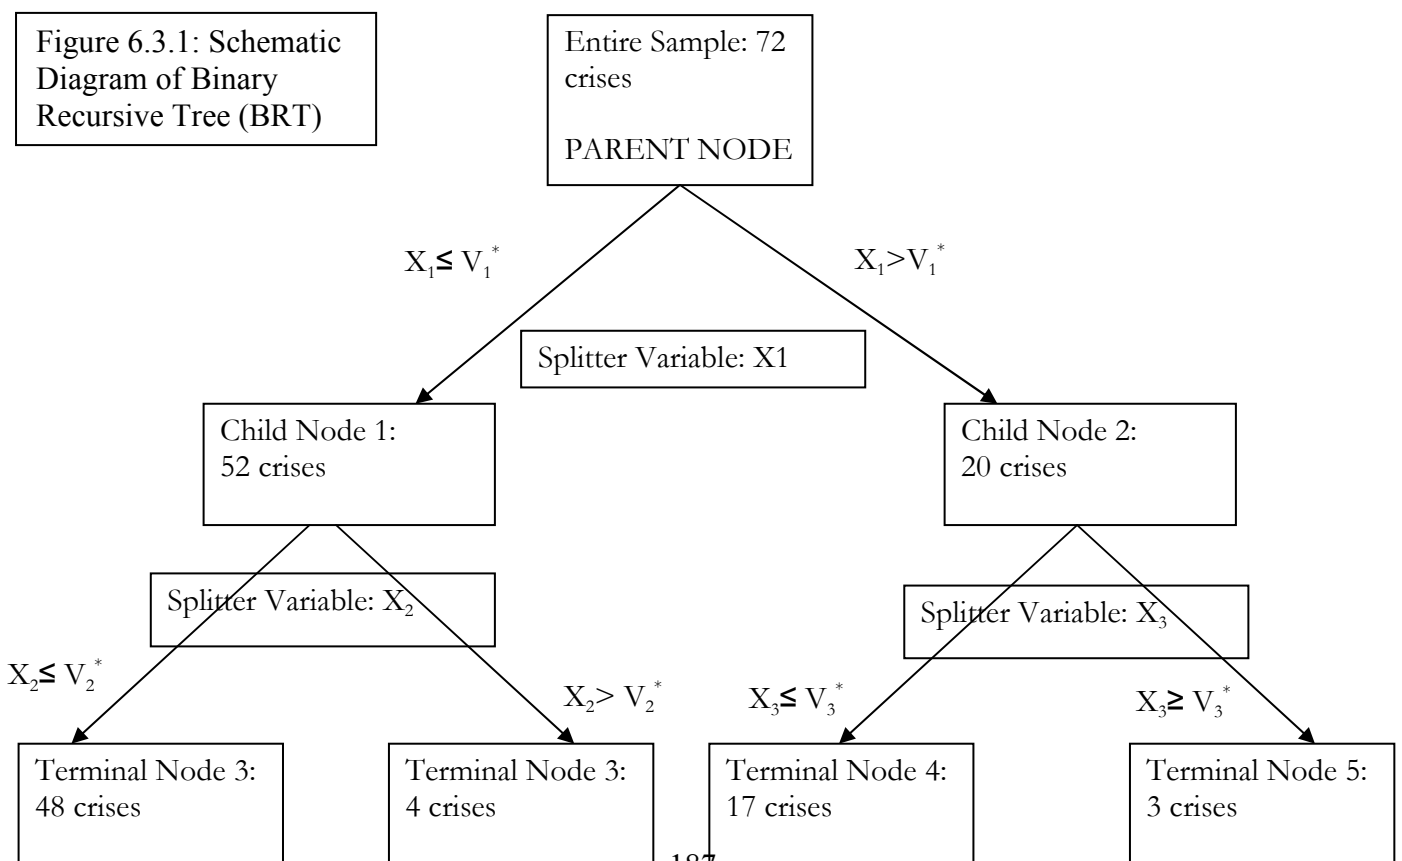 Figure 6.3.1: Schematic
Diagram of Binary
Recursive Tree (BRT)
Entire Sample: 72
crises
PARENT NODE
X₁≤ V₁*
X₁>V₁*
Splitter Variable: X1
Child Node 1:
52 crises
Child Node 2:
20 crises
Splitter Variable: X₂
Splitter Variable: X₃
X₂≤ V₂*
X₂> V₂*
X₃≤ V₃*
X₃≥ V₃*
Terminal Node 3:
48 crises
Terminal Node 3:
4 crises
Terminal Node 4:
17 crises
Terminal Node 5:
3 crises
187